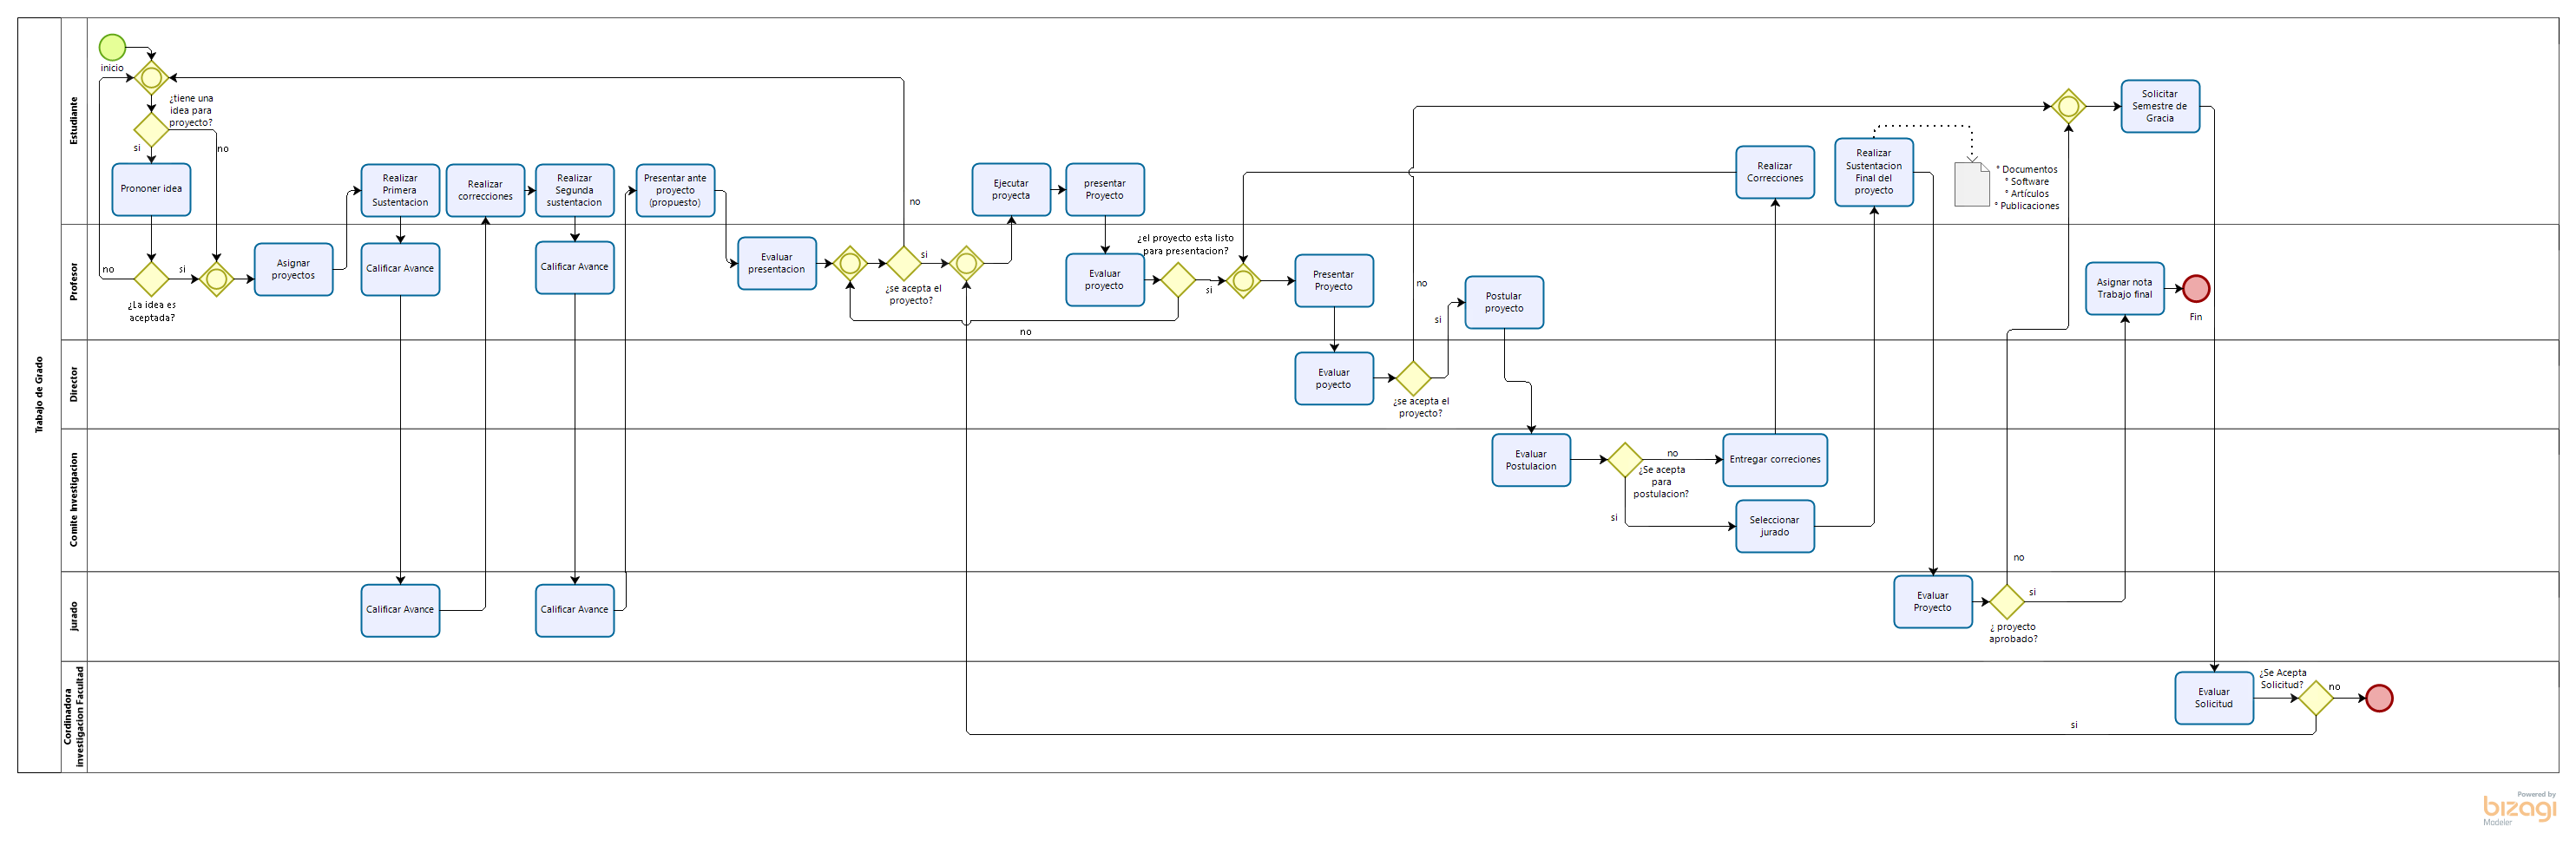 Trabajo de Grado
Estudiante
inicio
¿tiene una
idea para
proyecto?
si
no
Prononer idea
Realizar
Primera
Sustentacion
Realizar
correcciones
Realizar
Segunda
sustentacion
Presentar ante
proyecto
(propuesto)
no
Ejecutar
proyecta
presentar
Proyecto
Realizar
Correcciones
Realizar
Sustentacion
Final del
proyecto
° Documentos
° Software
° Artículos
° Publicaciones
Solicitar
Semestre de
Gracia
Profesor
no
si
¿La idea es
aceptada?
Asignar
proyectos
Calificar Avance
Calificar Avance
Evaluar
presentacion
si
¿se acepta el
proyecto?
¿el proyecto esta listo
para presentacion?
Evaluar
proyecto
si
no
Presentar
Proyecto
no
si
Postular
proyecto
Asignar nota
Trabajo final
Fin
Director
Evaluar
poyecto
¿se acepta el
proyecto?
Comite Investigacion
Evaluar
Postulacion
no
¿Se acepta
para
postulacion?
si
Entregar correciones
Seleccionar
jurado
no
jurado
Calificar Avance
Calificar Avance
Evaluar
Proyecto
si
¿ proyecto
aprobado?
Cordinadora
investigacion Facultad
Evaluar
Solicitud
¿Se Acepta
Solicitud?
no
si
Powered by
bizagi
Modeler